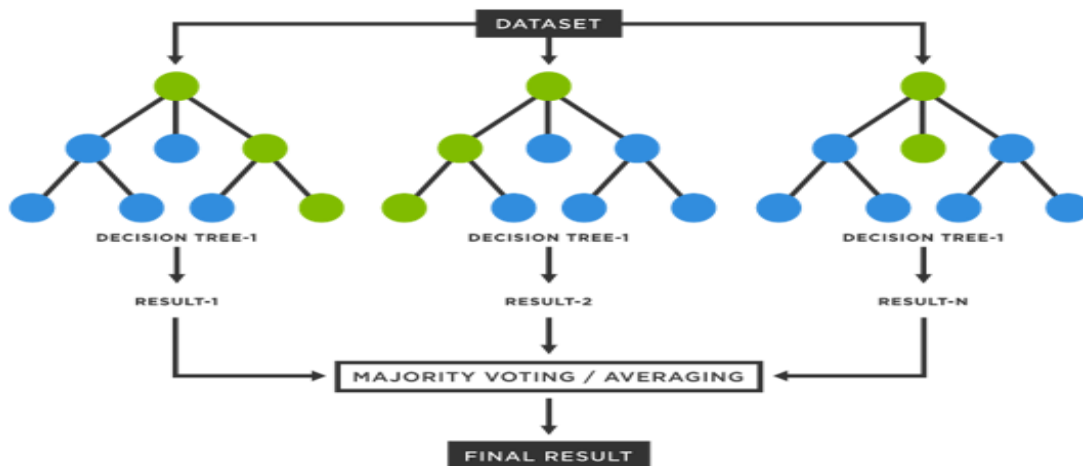 DATASET
DECISION TREE-1
DECISION TREE-1
DECISION TREE-1
RESULT-1
RESULT-2
RESULT-N
MAJORITY VOTING / AVERAGING
FINAL RESULT